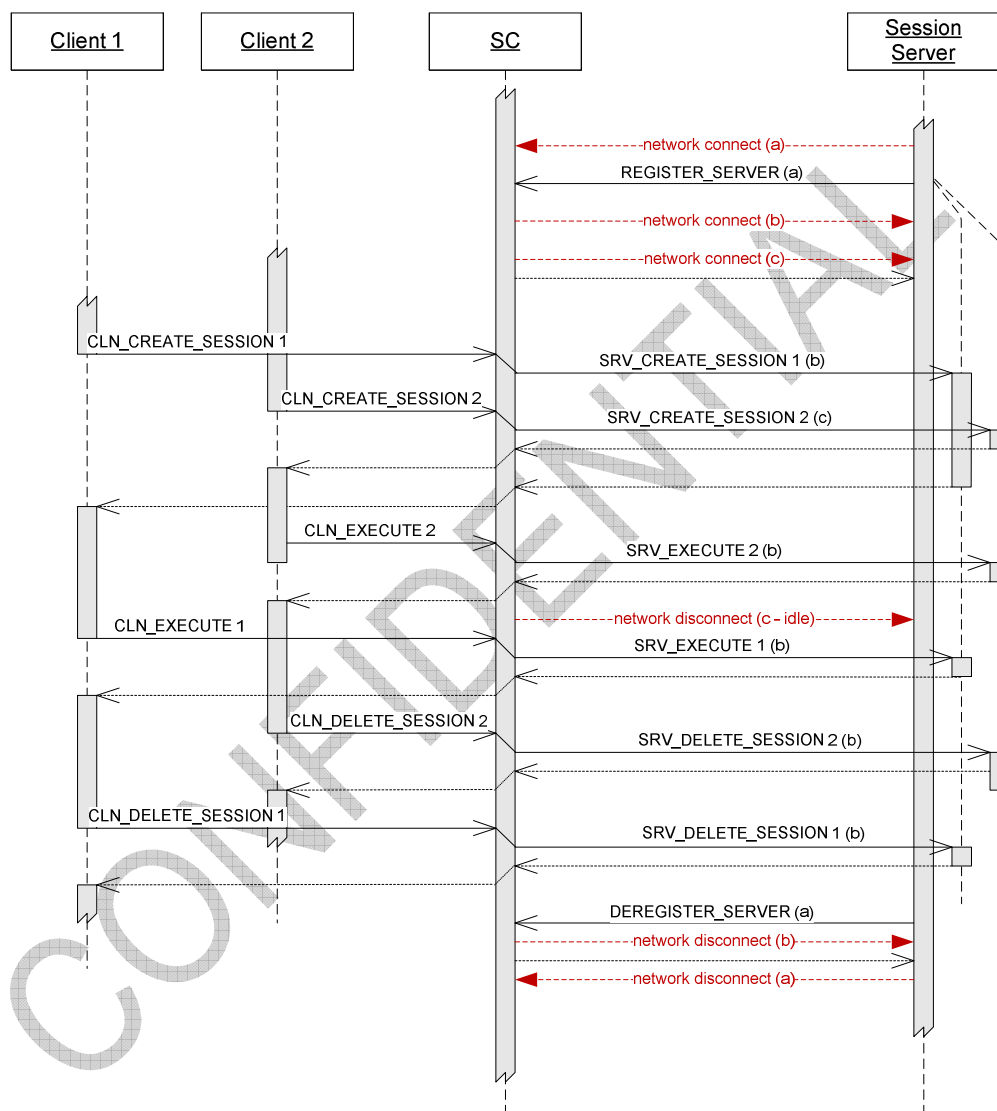 Client 1
Client 2
SC
Session
Server
network connect (a)
REGISTER_SERVER (a)
network connect (b)
network connect (c)
CLN_CREATE_SESSION 1
SRV_CREATE_SESSION 1 (b)
CLN_CREATE_SESSION 2
SRV_CREATE_SESSION 2 (c)
CLN_EXECUTE 2
SRV_EXECUTE 2 (b)
network disconnect (c - idle)
CLN_EXECUTE 1
SRV_EXECUTE 1 (b)
CLN_DELETE_SESSION 2
SRV_DELETE_SESSION 2 (b)
CLN_DELETE_SESSION 1
SRV_DELETE_SESSION 1 (b)
DEREGISTER_SERVER (a)
network disconnect (b)
network disconnect (a)
CONFIDENTIAL